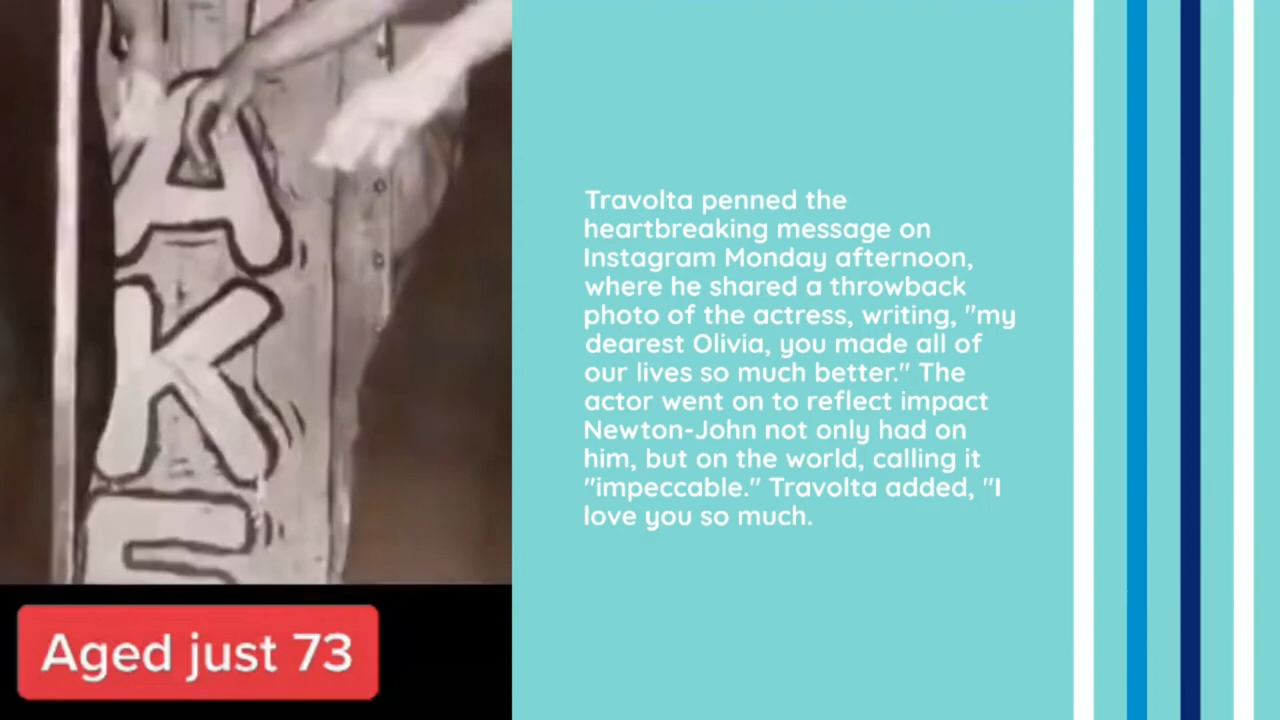 A
K
E
Aged just 73
Travolta penned the
heartbreaking message on
Instagram Monday afternoon,
where he shared a throwback
photo of the actress, writing, "my
dearest Olivia, you made all of
our lives so much better." The
actor went on to reflect impact
Newton-John not only had on
him, but on the world, calling it
"impeccable." Travolta added, "I
love you so much.